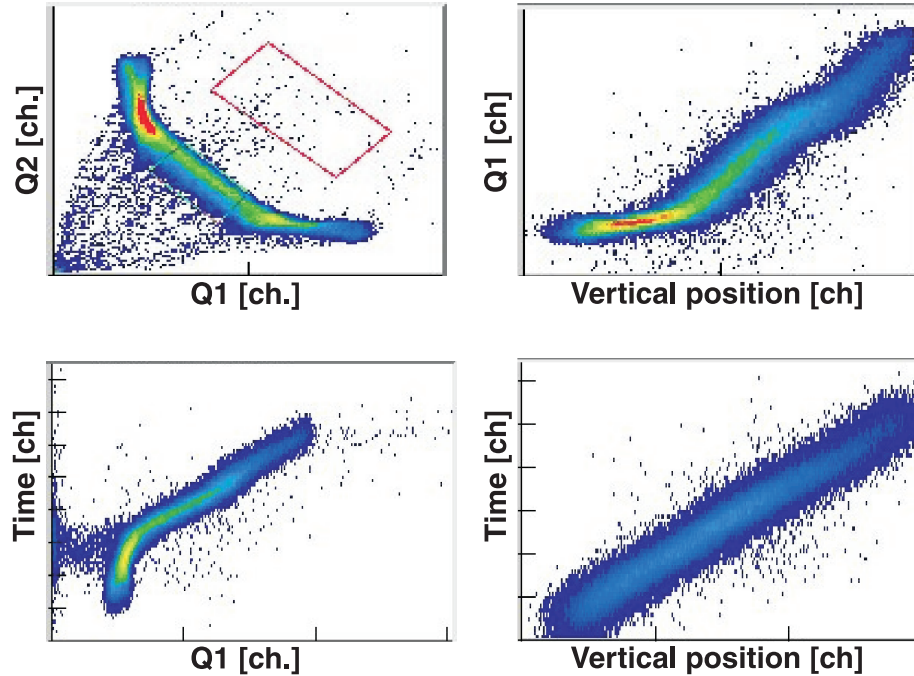 Q2 [ch.]
Q1 [ch.]
Q1 [ch]
Vertical position [ch]
Time [ch]
Q1 [ch.]
Time [ch]
Vertical position [ch]